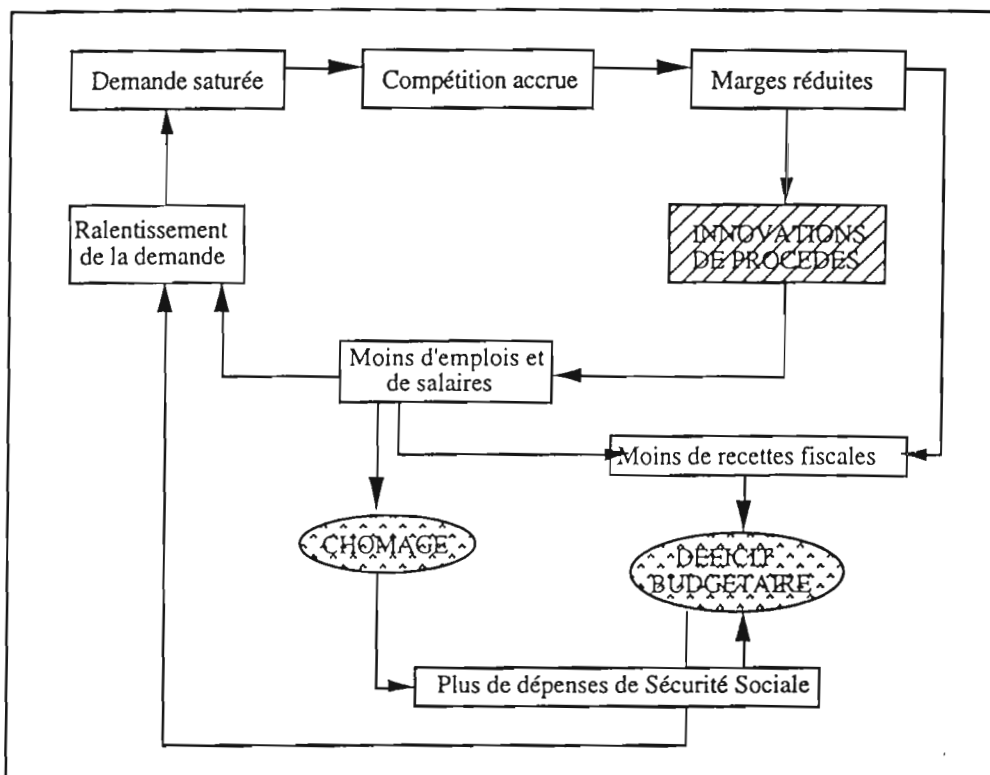 Demande saturée
Compétition accrue
Marges réduites
Ralentissement
de la demande
INNOVATIONS
DE PROCEDES
Moins d'emplois et
de salaires
Moins de recettes fiscales
CHOMAGE
DEFICIT
BUDGETAIRE
Plus de dépenses de Sécurité Sociale